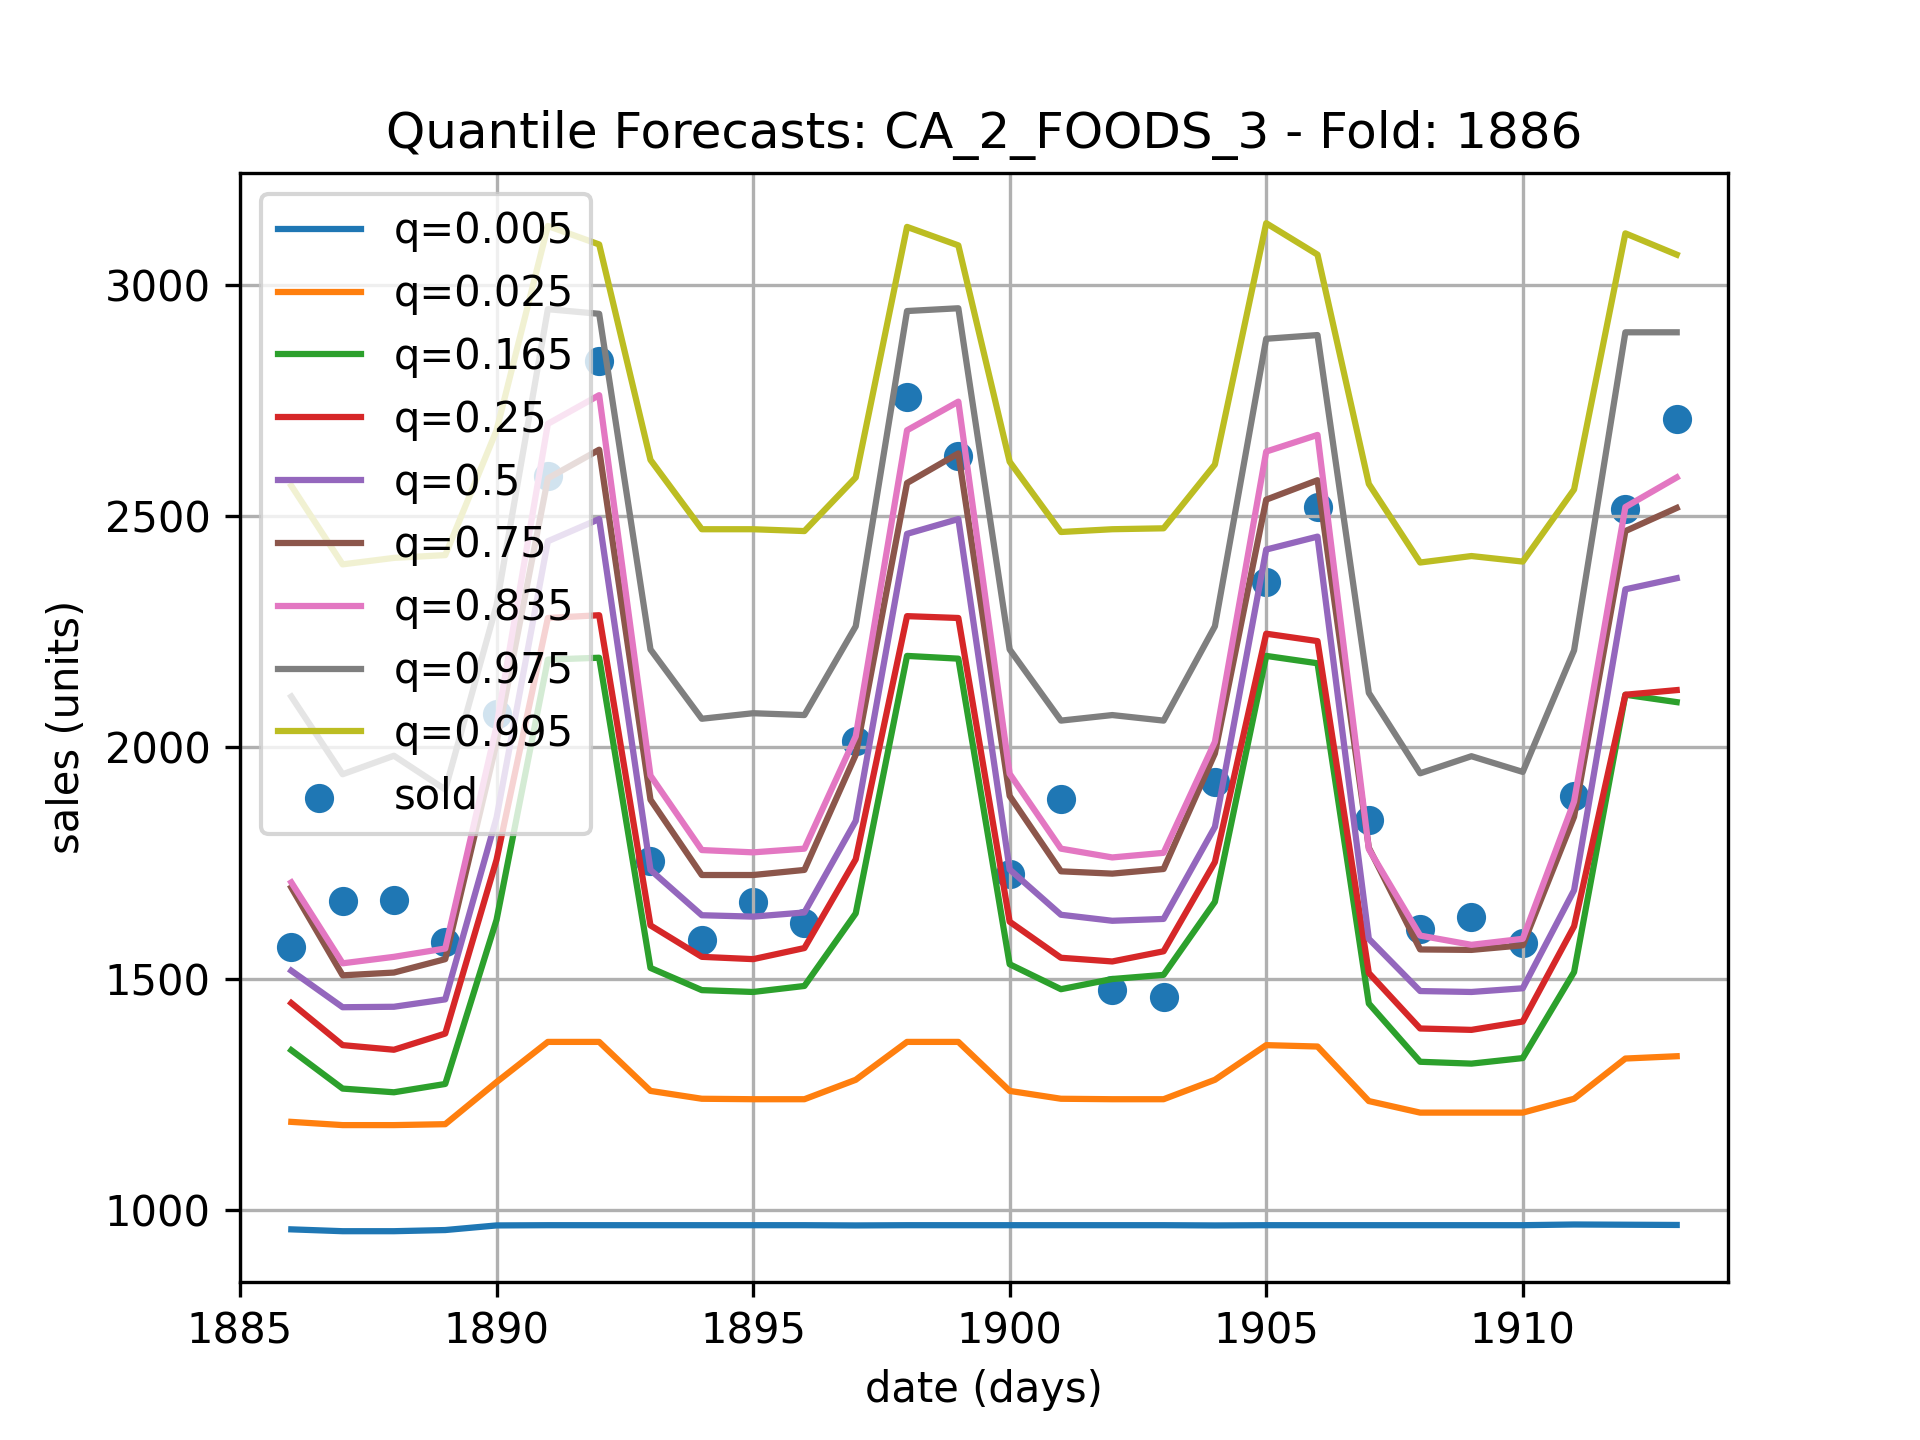 Quantile Forecasts: CA_2_FOODS_3 - Fold: 1886
q=0.005
q=0.025
q=0.165
q=0.25
q=0.5
q=0.75
q=0.835
q=0.975
q=0.995
sold
sales (units)
3000
2500
2000
1500
1000
1885 1890 1895 1900 1905 1910
date (days)